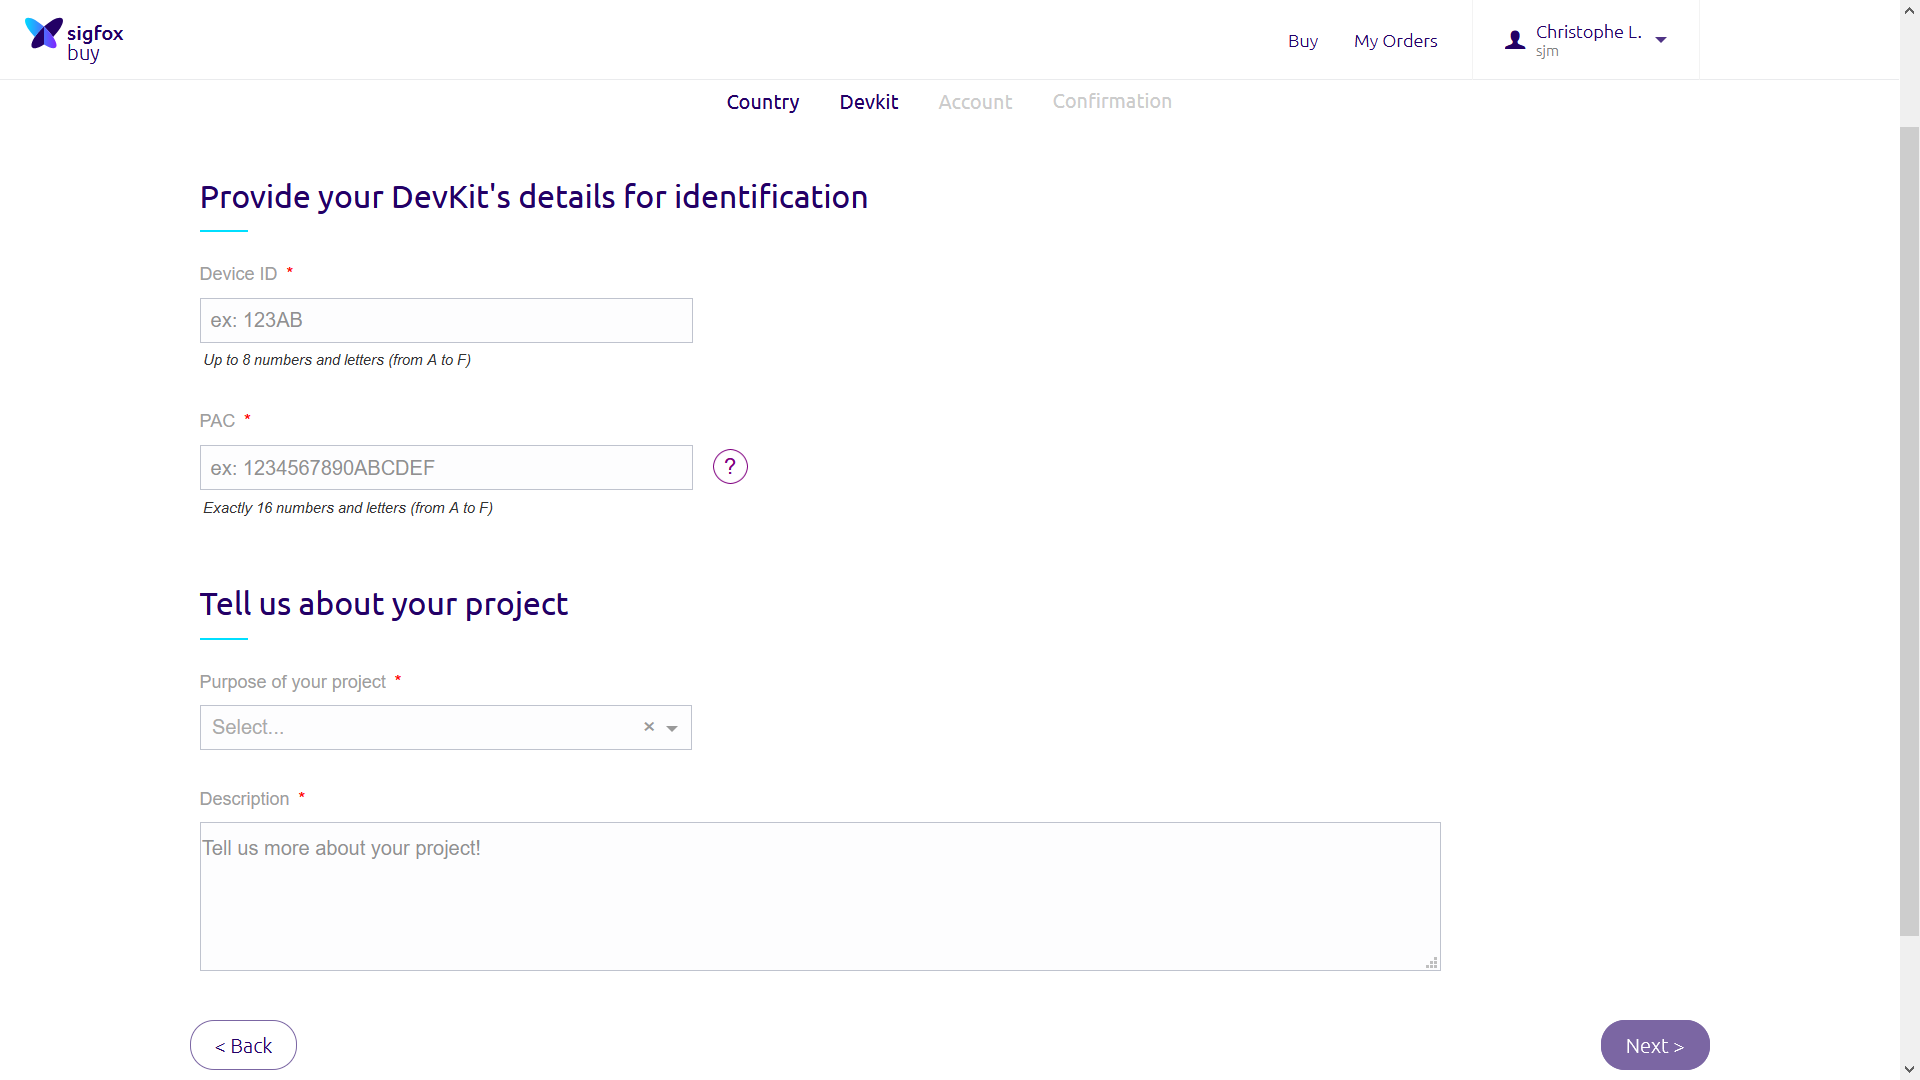 sigfox
buy
Buy
My Orders
Christophe L.
sjm
Country
Devkit
Account
Confirmation
Provide your DevKit's details for identification
Device ID *
ex: 123AB
Up to 8 numbers and letters (from A to F)
PAC *
ex: 1234567890ABCDEF
?
Exactly 16 numbers and letters (from A to F)
Tell us about your project
Purpose of your project *
Select...
×
Description *
Tell us more about your project!
< Back
Next >